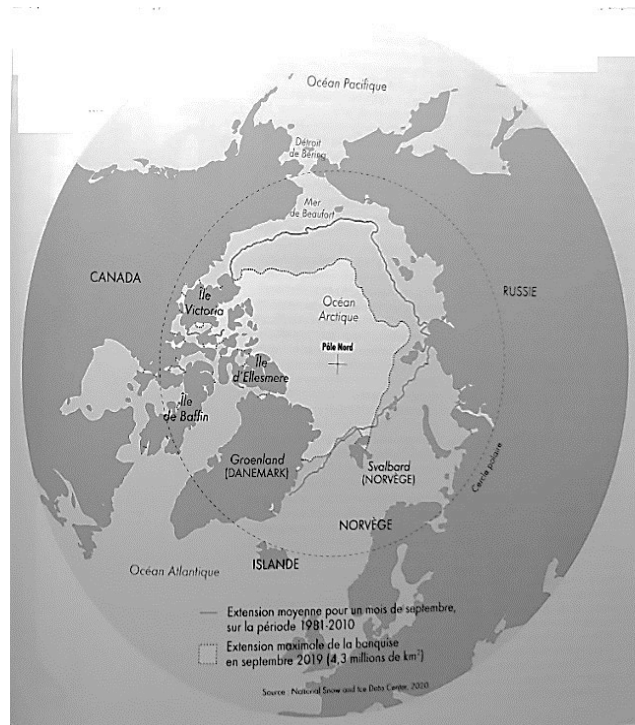 Océan Pacifique
Détroit
de Béring
Mer
de Beaufort
CANADA
RUSSIE
Île
Victoria
Océan
Arctique
Pôle Nord
Île
d'Ellesmere
Île
de Baffin
Groenland
(DANEMARK)
Svalbard
(NORVÈGE)
Cercle polaire
NORVÈGE
ISLANDE
Océan Atlantique
Extension moyenne pour un mois de septembre,
sur la période 1981-2010
Extension maximale de la banquise
en septembre 2019 (4,3 millions de km²)
Source : National Snow and Ice Data Center, 2020